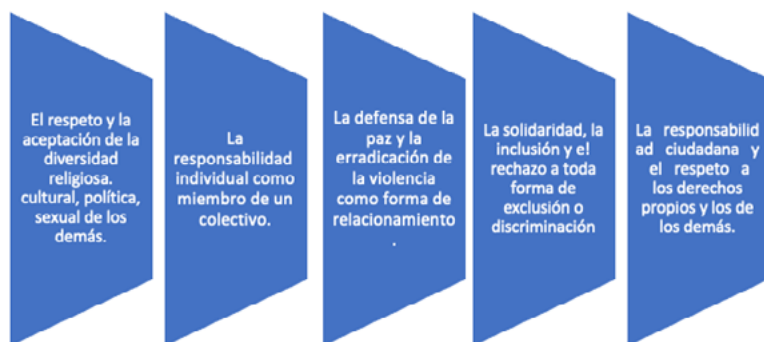 El respeto y la
aceptación de la
diversidad
religiosa.
cultural, política,
sexual de los
demás.
La
responsabilidad
individual como
miembro de un
colectivo.
La defensa de la
paz y la
erradicación de
la violencia
como forma de
relacionamiento
.
La solidaridad, la
inclusión y e! 
rechazo a toda
forma de
exclusión o
discriminación
La responsabilid
ad ciudadana y
el respeto a
los derechos
propios y los de
los demás.